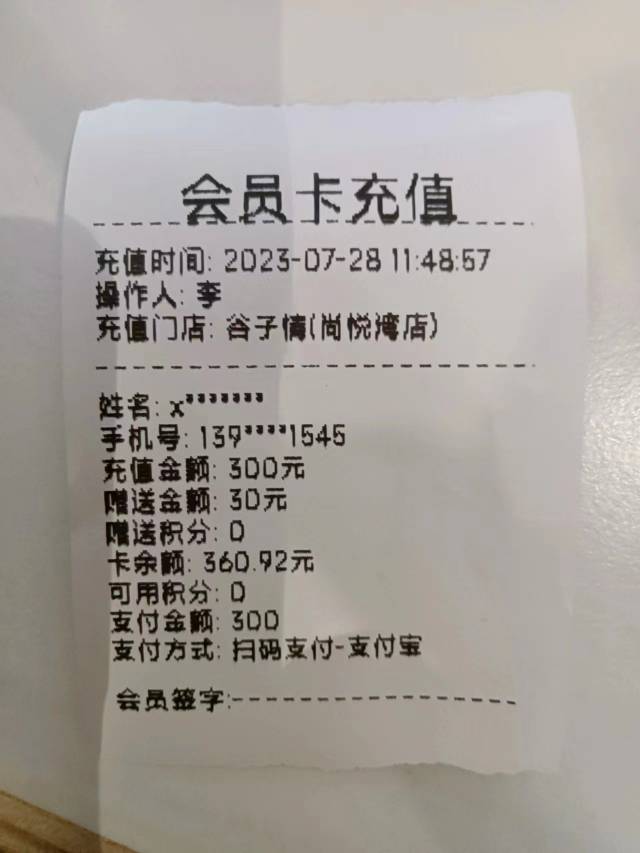 会员卡充值
充值时间: 2023-07-28 11:48:57
操作人: 李
充值门店: 谷子情(尚悦湾店)
姓名: x*******
手机号: 139****1545
充值金额: 300元
赠送金额: 30元
赠送积分: 0
卡余额: 360.92元
可用积分: 0
支付金额: 300
支付方式: 扫码支付-支付宝
会员签字: